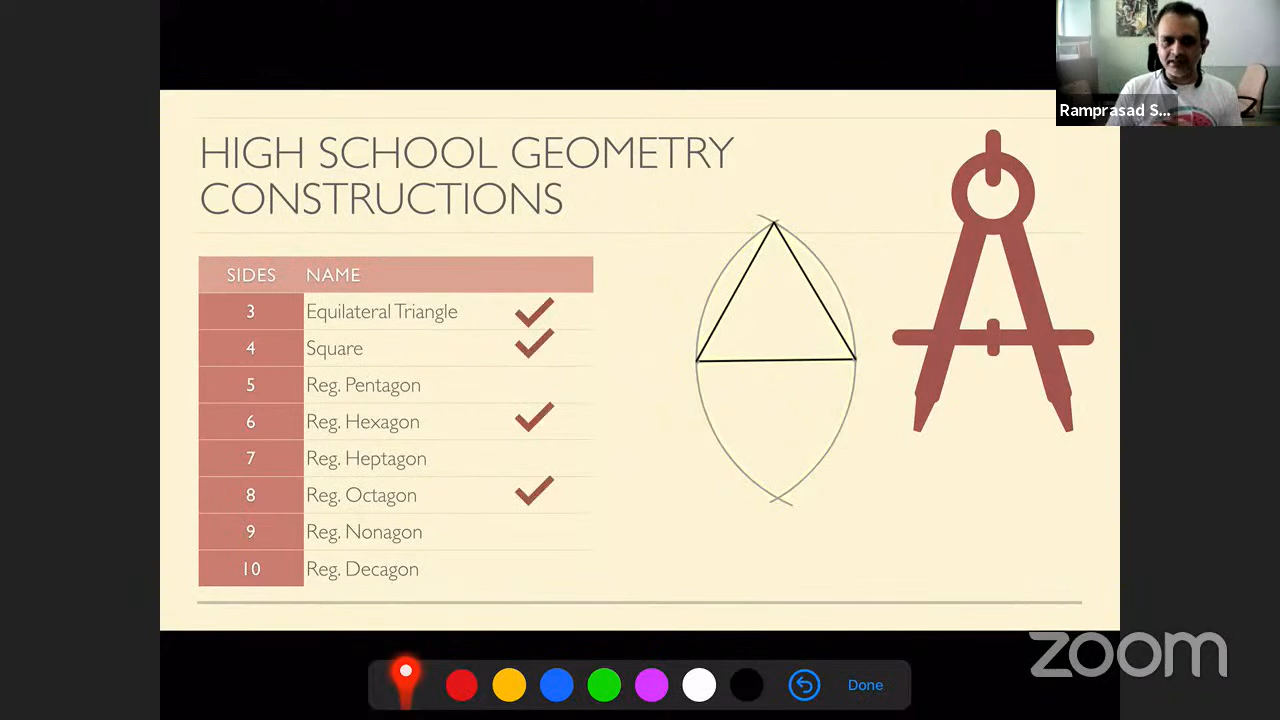 Ramprasad S...
HIGH SCHOOL GEOMETRY
CONSTRUCTIONS
SIDES NAME
3 Equilateral Triangle
4 Square
5 Reg. Pentagon
6 Reg. Hexagon
7 Reg. Heptagon
8 Reg. Octagon
9 Reg. Nonagon
10 Reg. Decagon
zoom
Done